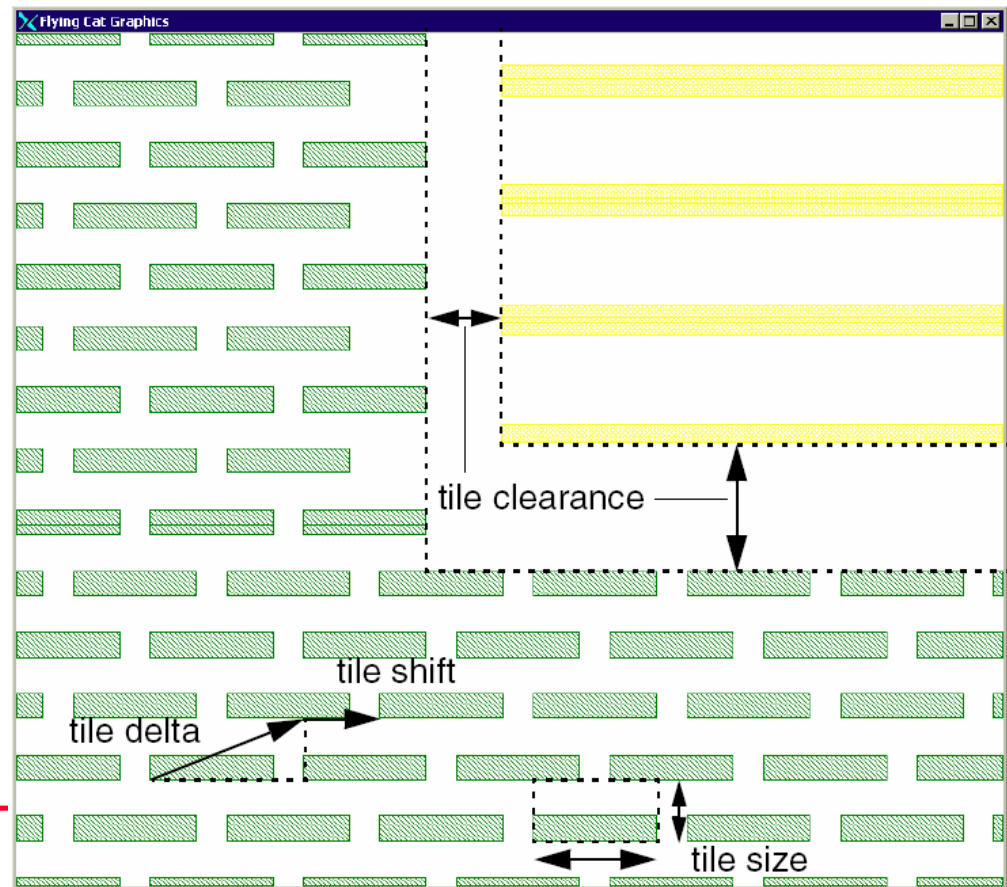 Flying Cat Graphics
tile clearance
tile shift
tile delta
tile size